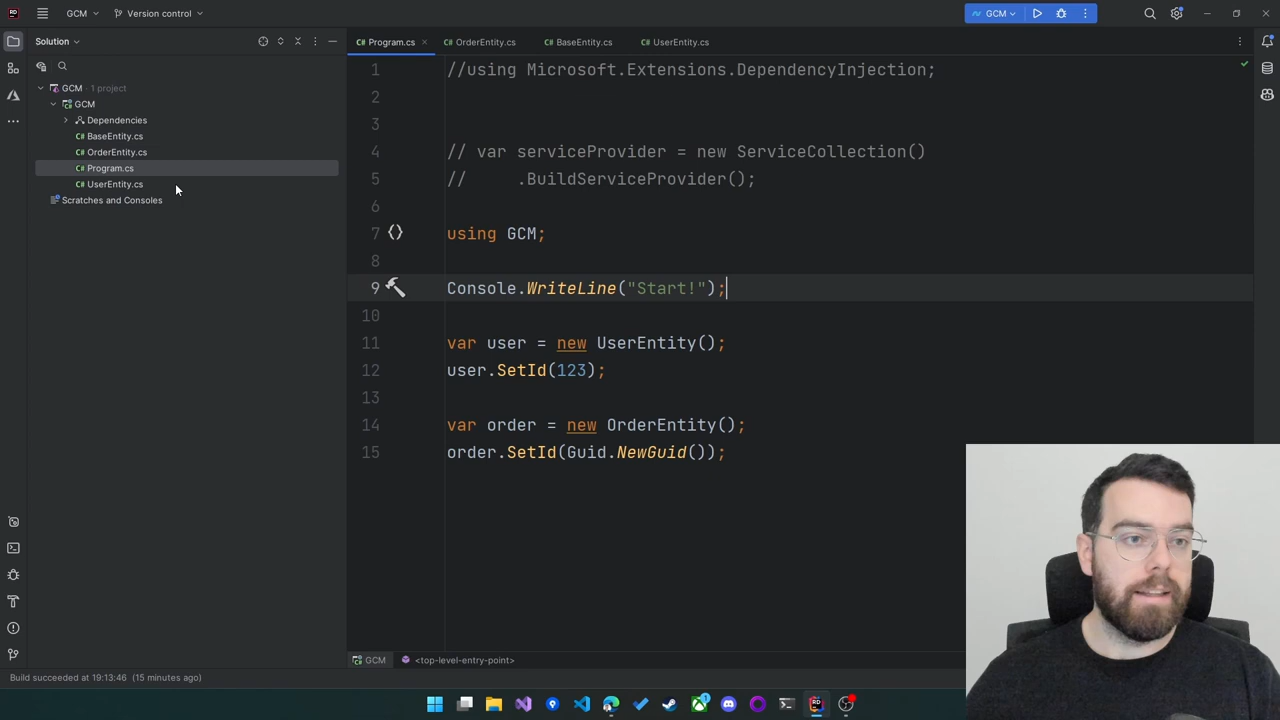 GCM
Version control
GCM
Solution
Program.cs
OrderEntity.cs
BaseEntity.cs
UserEntity.cs
GCM · 1 project
GCM
Dependencies
C# BaseEntity.cs
C# OrderEntity.cs
C# Program.cs
C# UserEntity.cs
Scratches and Consoles
1 //using Microsoft.Extensions.DependencyInjection;
2
3
4 // var serviceProvider = new ServiceCollection()
5 //     .BuildServiceProvider();
6
7 using GCM;
8
9 Console.WriteLine("Start!");
10
11 var user = new UserEntity();
12 user.SetId(123);
13
14 var order = new OrderEntity();
15 order.SetId(Guid.NewGuid());
GCM
<top-level-entry-point>
Build succeeded at 19:13:46 (15 minutes ago)